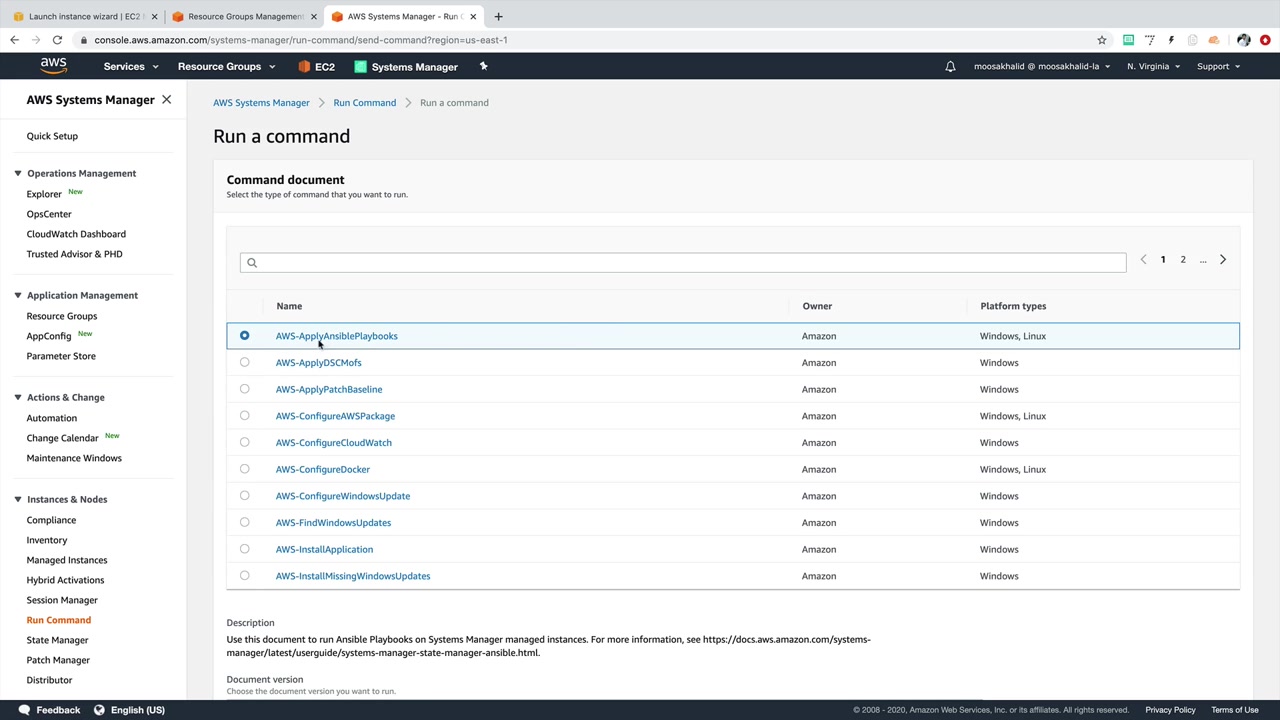 Launch instance wizard | EC2
Resource Groups Management
AWS Systems Manager - Run C
console.aws.amazon.com/systems-manager/run-command/send-command?region=us-east-1
aws
Services
Resource Groups
EC2
Systems Manager
moosakhalid @ moosakhalid-la
N. Virginia
Support
AWS Systems Manager
Quick Setup
Operations Management
Explorer New
OpsCenter
CloudWatch Dashboard
Trusted Advisor & PHD
Application Management
Resource Groups
AppConfig New
Parameter Store
Actions & Change
Automation
Change Calendar New
Maintenance Windows
Instances & Nodes
Compliance
Inventory
Managed Instances
Hybrid Activations
Session Manager
Run Command
State Manager
Patch Manager
Distributor
AWS Systems Manager > Run Command > Run a command
Run a command
Command document
Select the type of command that you want to run.
1 2 ...
Name Owner Platform types
AWS-ApplyAnsiblePlaybooks Amazon Windows, Linux
AWS-ApplyDSCMofs Amazon Windows
AWS-ApplyPatchBaseline Amazon Windows
AWS-ConfigureAWSPackage Amazon Windows, Linux
AWS-ConfigureCloudWatch Amazon Windows
AWS-ConfigureDocker Amazon Windows, Linux
AWS-ConfigureWindowsUpdate Amazon Windows
AWS-FindWindowsUpdates Amazon Windows
AWS-InstallApplication Amazon Windows
AWS-InstallMissingWindowsUpdates Amazon Windows
Description
Use this document to run Ansible Playbooks on Systems Manager managed instances. For more information, see https://docs.aws.amazon.com/systems-
manager/latest/userguide/systems-manager-state-manager-ansible.html.
Document version
Choose the document version you want to run.
Feedback
English (US)
© 2008 - 2020, Amazon Web Services, Inc. or its affiliates. All rights reserved.
Privacy Policy
Terms of Use